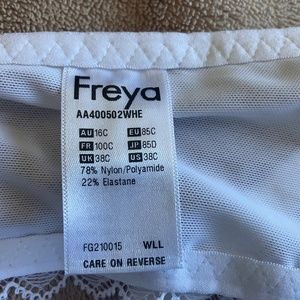 Freya
AA400502WHE
AU 16C EU 85C
FR 100C JP 85D
UK 38C US 38C
78% Nylon/Polyamide
22% Elastane
FG210015 WLL
CARE ON REVERSE